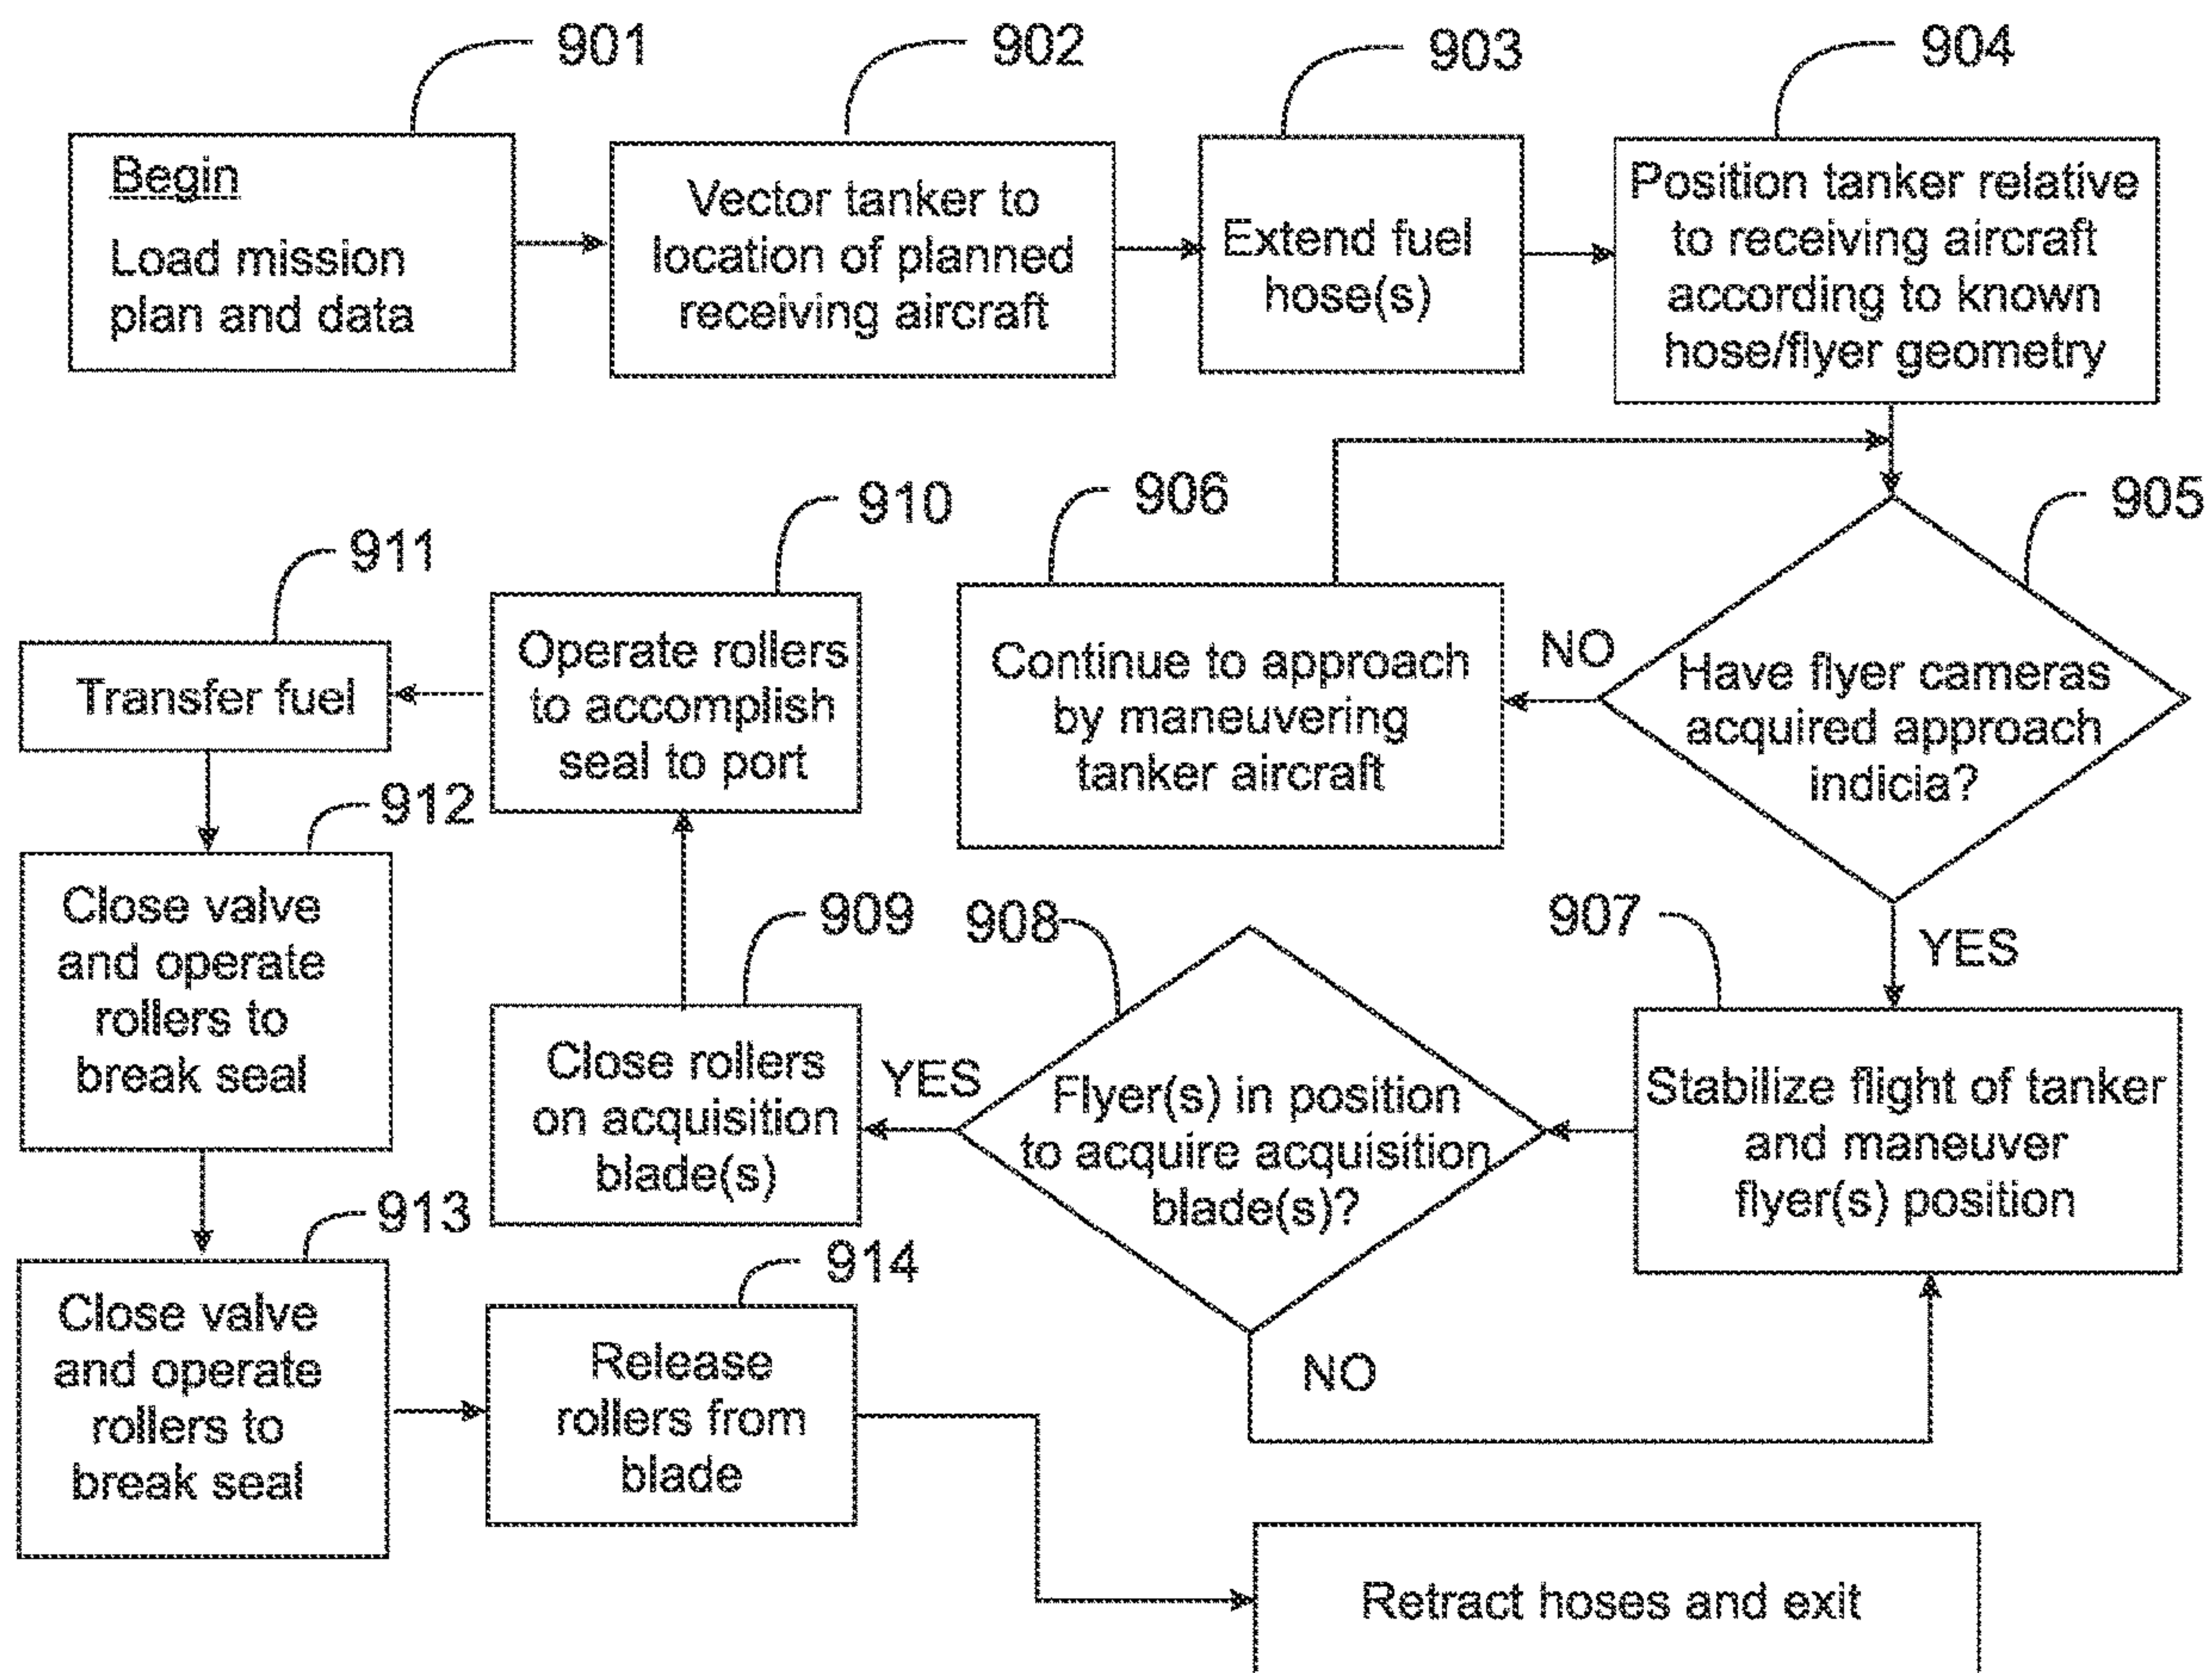 901
Begin
Load mission
plan and data
902
Vector tanker to
location of planned
receiving aircraft
903
Extend fuel
hose(s)
904
Position tanker relative
to receiving aircraft
according to known
hose/flyer geometry
905
Have flyer cameras
acquired approach
indicia?
NO
906
Continue to approach
by maneuvering
tanker aircraft
YES
907
Stabilize flight of tanker
and maneuver
flyer(s) position
908
Flyer(s) in position
to acquire acquisition
blade(s)?
NO
YES
909
Close rollers
on acquisition
blade(s)
910
Operate rollers
to accomplish
seal to port
911
Transfer fuel
912
Close valve
and operate
rollers to
break seal
913
Close valve
and operate
rollers to
break seal
914
Release
rollers from
blade
Retract hoses and exit